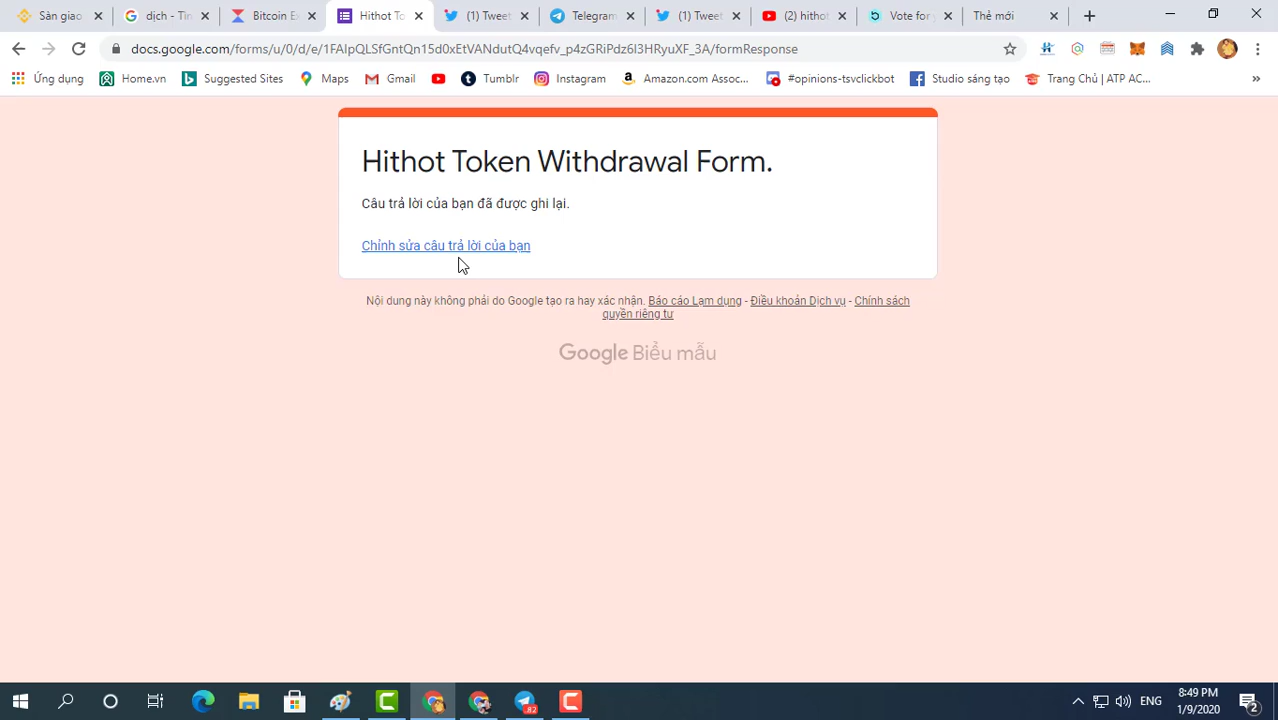 Sàn giao
dịch - Tìn
Bitcoin Ex
Hithot To
(1) Tweet
Telegram
(1) Tweet
(2) hithot
Vote for
Thẻ mới
docs.google.com/forms/u/0/d/e/1FAIpQLSfGntQn15d0xEtVANdutQ4vqefv_p4zGRiPdz6I3HRyuXF_3A/formResponse
Ứng dụng
Home.vn
Suggested Sites
Maps
Gmail
Tumblr
Instagram
Amazon.com Assoc...
#opinions-tsvclickbot
Studio sáng tạo
Trang Chủ | ATP AC...
»
Hithot Token Withdrawal Form.
Câu trả lời của bạn đã được ghi lại.
Chỉnh sửa câu trả lời của bạn
Nội dung này không phải do Google tạo ra hay xác nhận. Báo cáo Lạm dụng - Điều khoản Dịch vụ - Chính sách
quyền riêng tư
Google Biểu mẫu
82
ENG
8:49 PM
1/9/2020
2